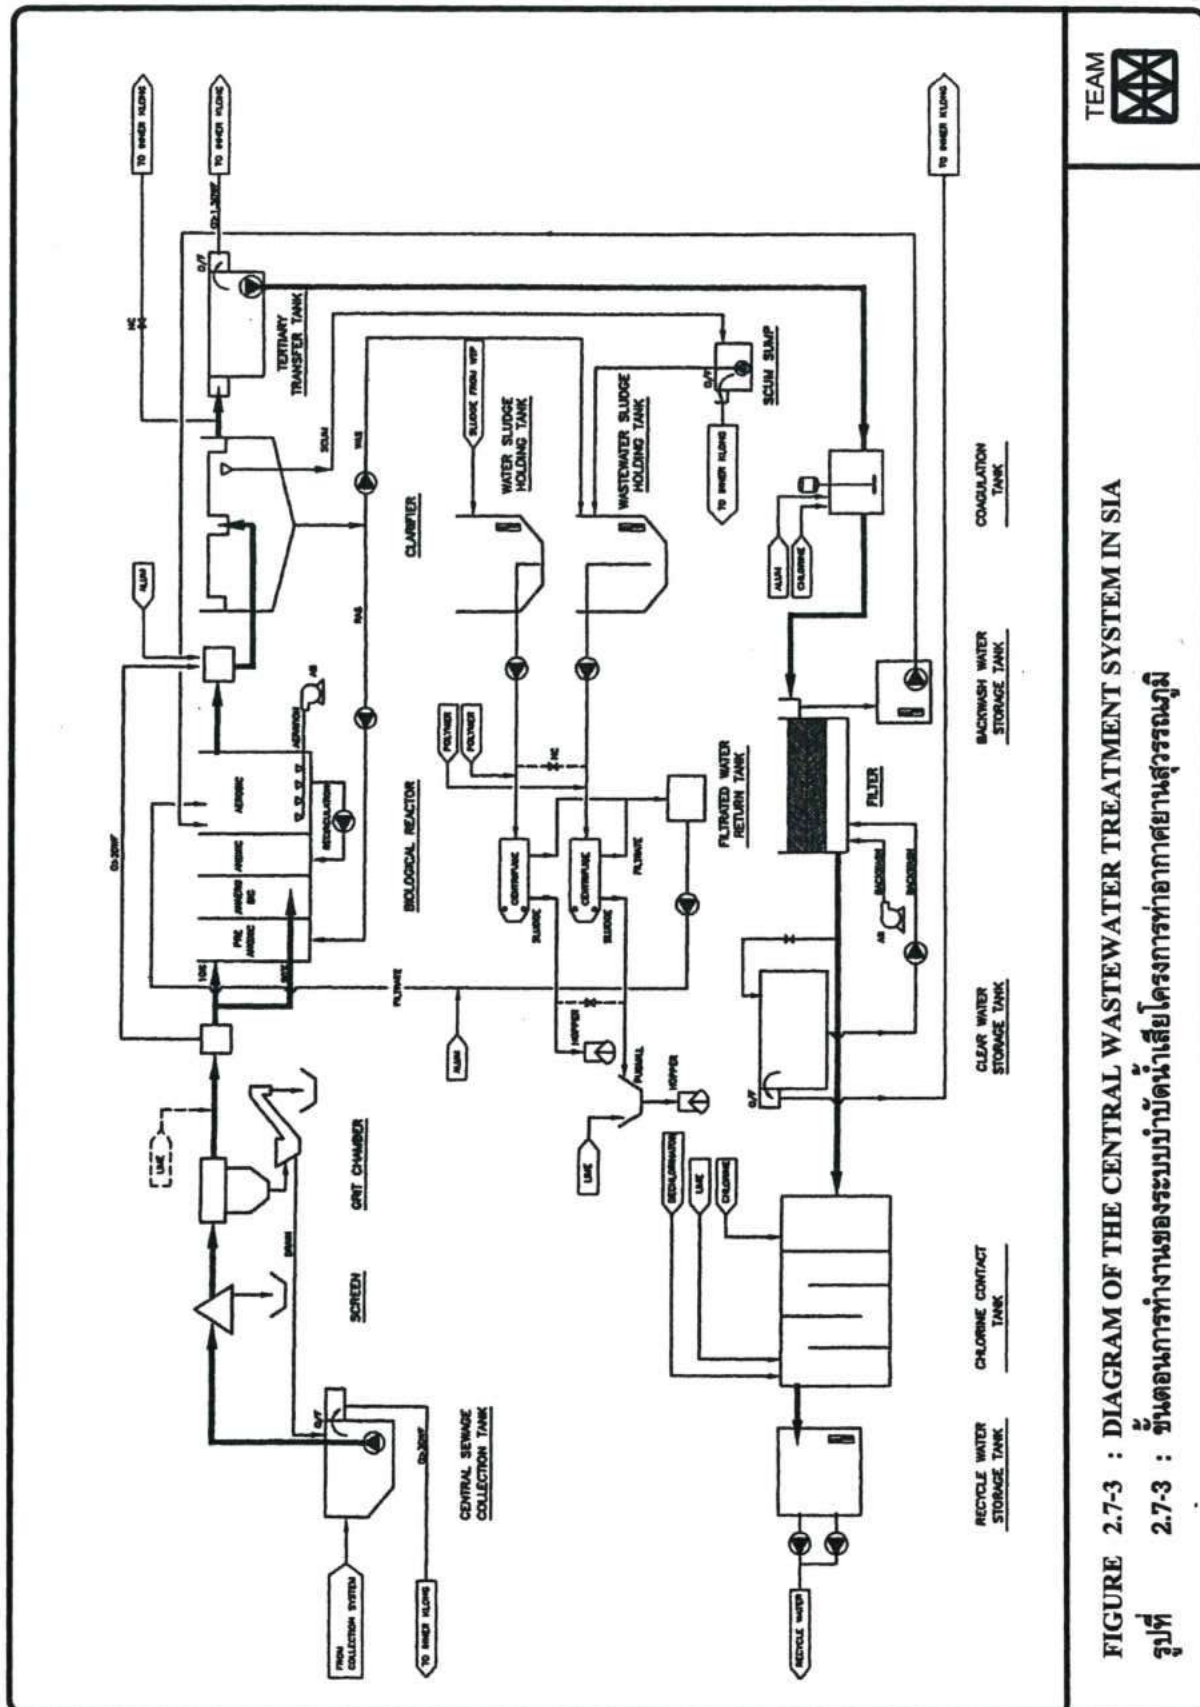 FROM
COLLECTION SYSTEM
TO INNER KLONG
CENTRAL SEWAGE
COLLECTION TANK
O/F
SCREEN
DRAIN
GRIT CHAMBER
LIME
10%
PRE
ANOXIC
ANOXIC
AEROBIC
AERATION
AB
RECIRCULATION
BIOLOGICAL REACTOR
ALUM
CLARIFIER
SCUM
WAS
RAS
NC
TO INNER KLONG
O/F
TO INNER KLONG
TERTIARY
TRANSFER TANK
FILTRATE
ALUM
HOPPER
PUGMILL
HOPPER
LIME
SLUDGE
SLUDGE
CENTRIFUGE
CENTRIFUGE
FILTRATE
POLYMER
POLYMER
NC
FILTRATED WATER
RETURN TANK
SLUDGE FROM WTP
WATER SLUDGE
HOLDING TANK
WASTEWATER SLUDGE
HOLDING TANK
O/F
SCUM SUMP
TO INNER KLONG
RECYCLE WATER
RECYCLE WATER
STORAGE TANK
DECHLORINATOR
LIME
CHLORINE
CHLORINE CONTACT
TANK
O/F
CLEAR WATER
STORAGE TANK
AB
BACKWASH
BACKWASH
FILTER
BACKWASH WATER
STORAGE TANK
ALUM
CHLORINE
COAGULATION
TANK
TO INNER KLONG
FIGURE 2.7-3 : DIAGRAM OF THE CENTRAL WASTEWATER TREATMENT SYSTEM IN SIA
รูปที่ 2.7-3 : ขั้นตอนการทำงานของระบบบำบัดน้ำเสียโครงการท่าอากาศยานสุวรรณภูมิ
TEAM